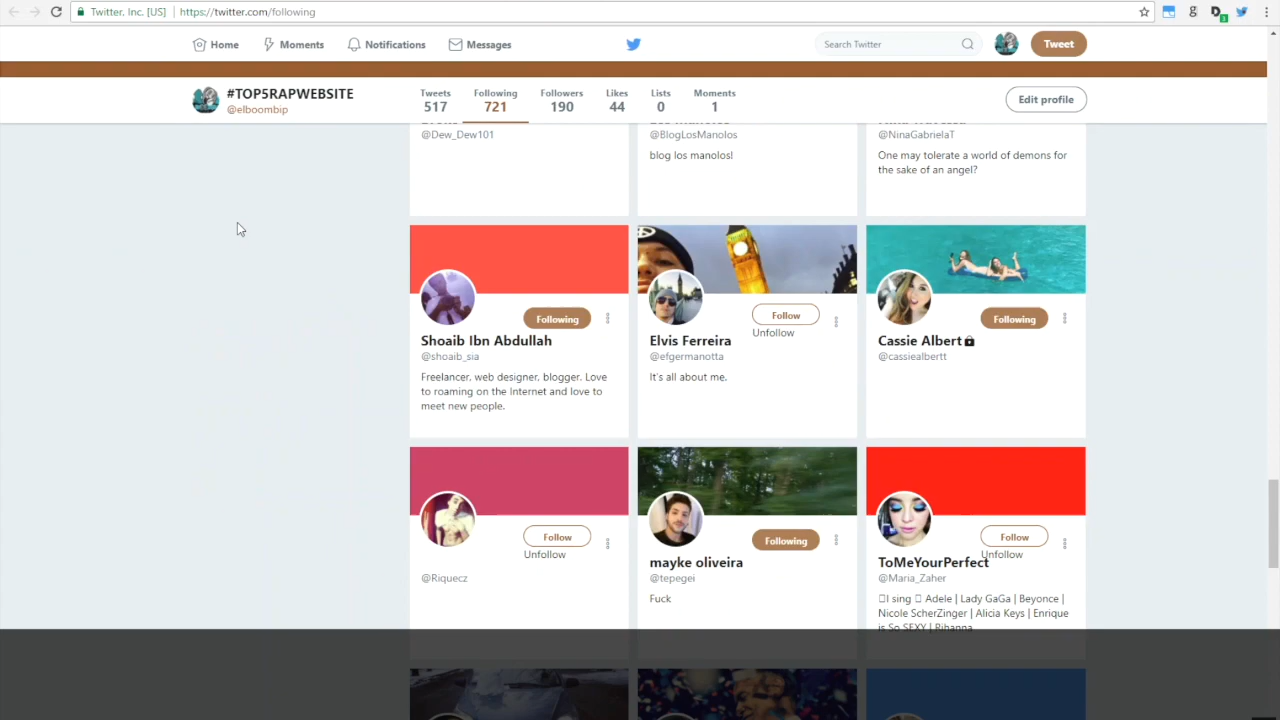 Twitter, Inc. [US] https://twitter.com/following
Home Moments Notifications Messages Search Twitter Tweet
#TOP5RAPWEBSITE
@elboombip
Tweets Following Followers Likes Lists Moments
517 721 190 44 0 1
Edit profile
@Dew_Dew101
@BlogLosManolos
blog los manolos!
@NinaGabrielaT
One may tolerate a world of demons for
the sake of an angel?
Following
Shoaib Ibn Abdullah
@shoaib_sia
Freelancer, web designer, blogger. Love
to roaming on the Internet and love to
meet new people.
Follow
Unfollow
Elvis Ferreira
@efgermanotta
It's all about me.
Following
Cassie Albert
@cassiealbertt
Follow
Unfollow
@Riquecz
Following
mayke oliveira
@tepegei
Fuck
Follow
Unfollow
ToMeYourPerfect
@Maria_Zaher
I sing Adele | Lady GaGa | Beyonce |
Nicole ScherZinger | Alicia Keys | Enrique
is So SEXY | Rihanna